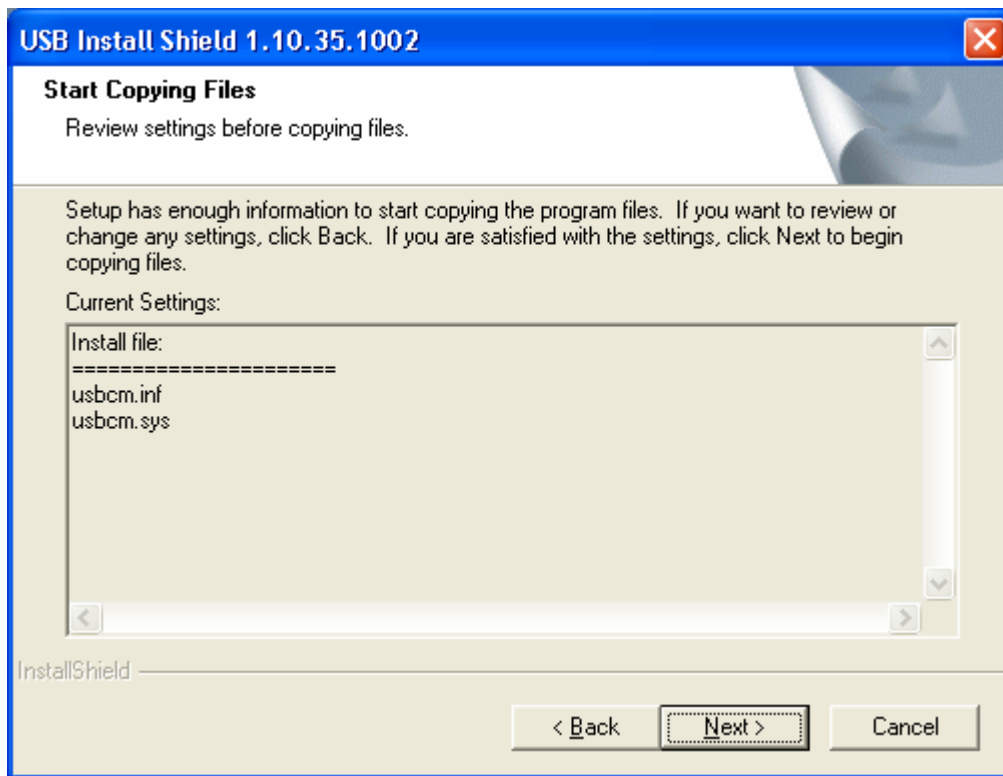 USB Install Shield 1.10.35.1002
Start Copying Files
Review settings before copying files.
Setup has enough information to start copying the program files.  If you want to review or
change any settings, click Back.  If you are satisfied with the settings, click Next to begin
copying files.
Current Settings:
Install file:
======================
usbcm.inf
usbcm.sys
InstallShield
< Back
Next >
Cancel